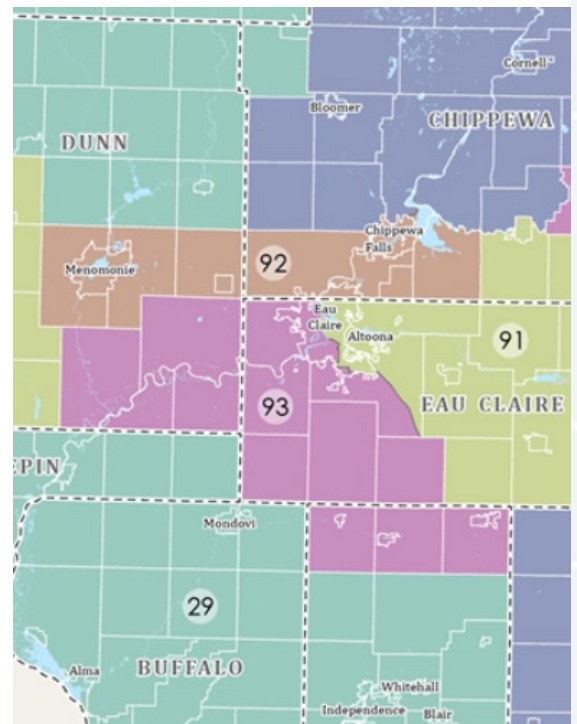 Cornell
Bloomer
CHIPPEWA
DUNN
Chippewa
Falls
92
Menomonie
Eau
Claire
Altoona
91
93
EAU CLAIRE
EPIN
Mondovi
29
BUFFALO
Alma
Whitehall
Independence
Blair